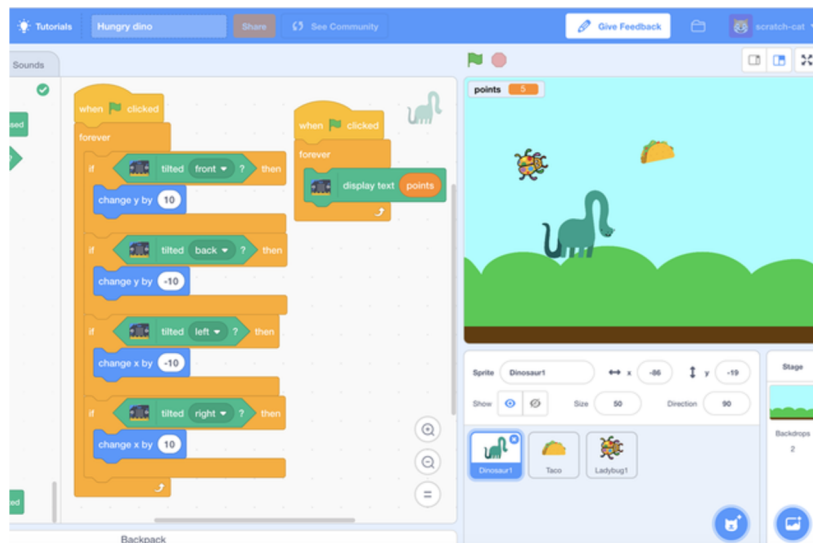 Tutorials
Hungry dino
Share
See Community
Give Feedback
scratch-cat
Sounds
when clicked
forever
if tilted front ? then
change y by 10
if tilted back ? then
change y by -10
if tilted left ? then
change x by -10
if tilted right ? then
change x by 10
when clicked
forever
display text points
points 5
Sprite Dinosaur1 x -86 y -19
Show Size 50 Direction 90
Dinosaur1
Taco
Ladybug1
Stage
Backdrops
2
Backpack